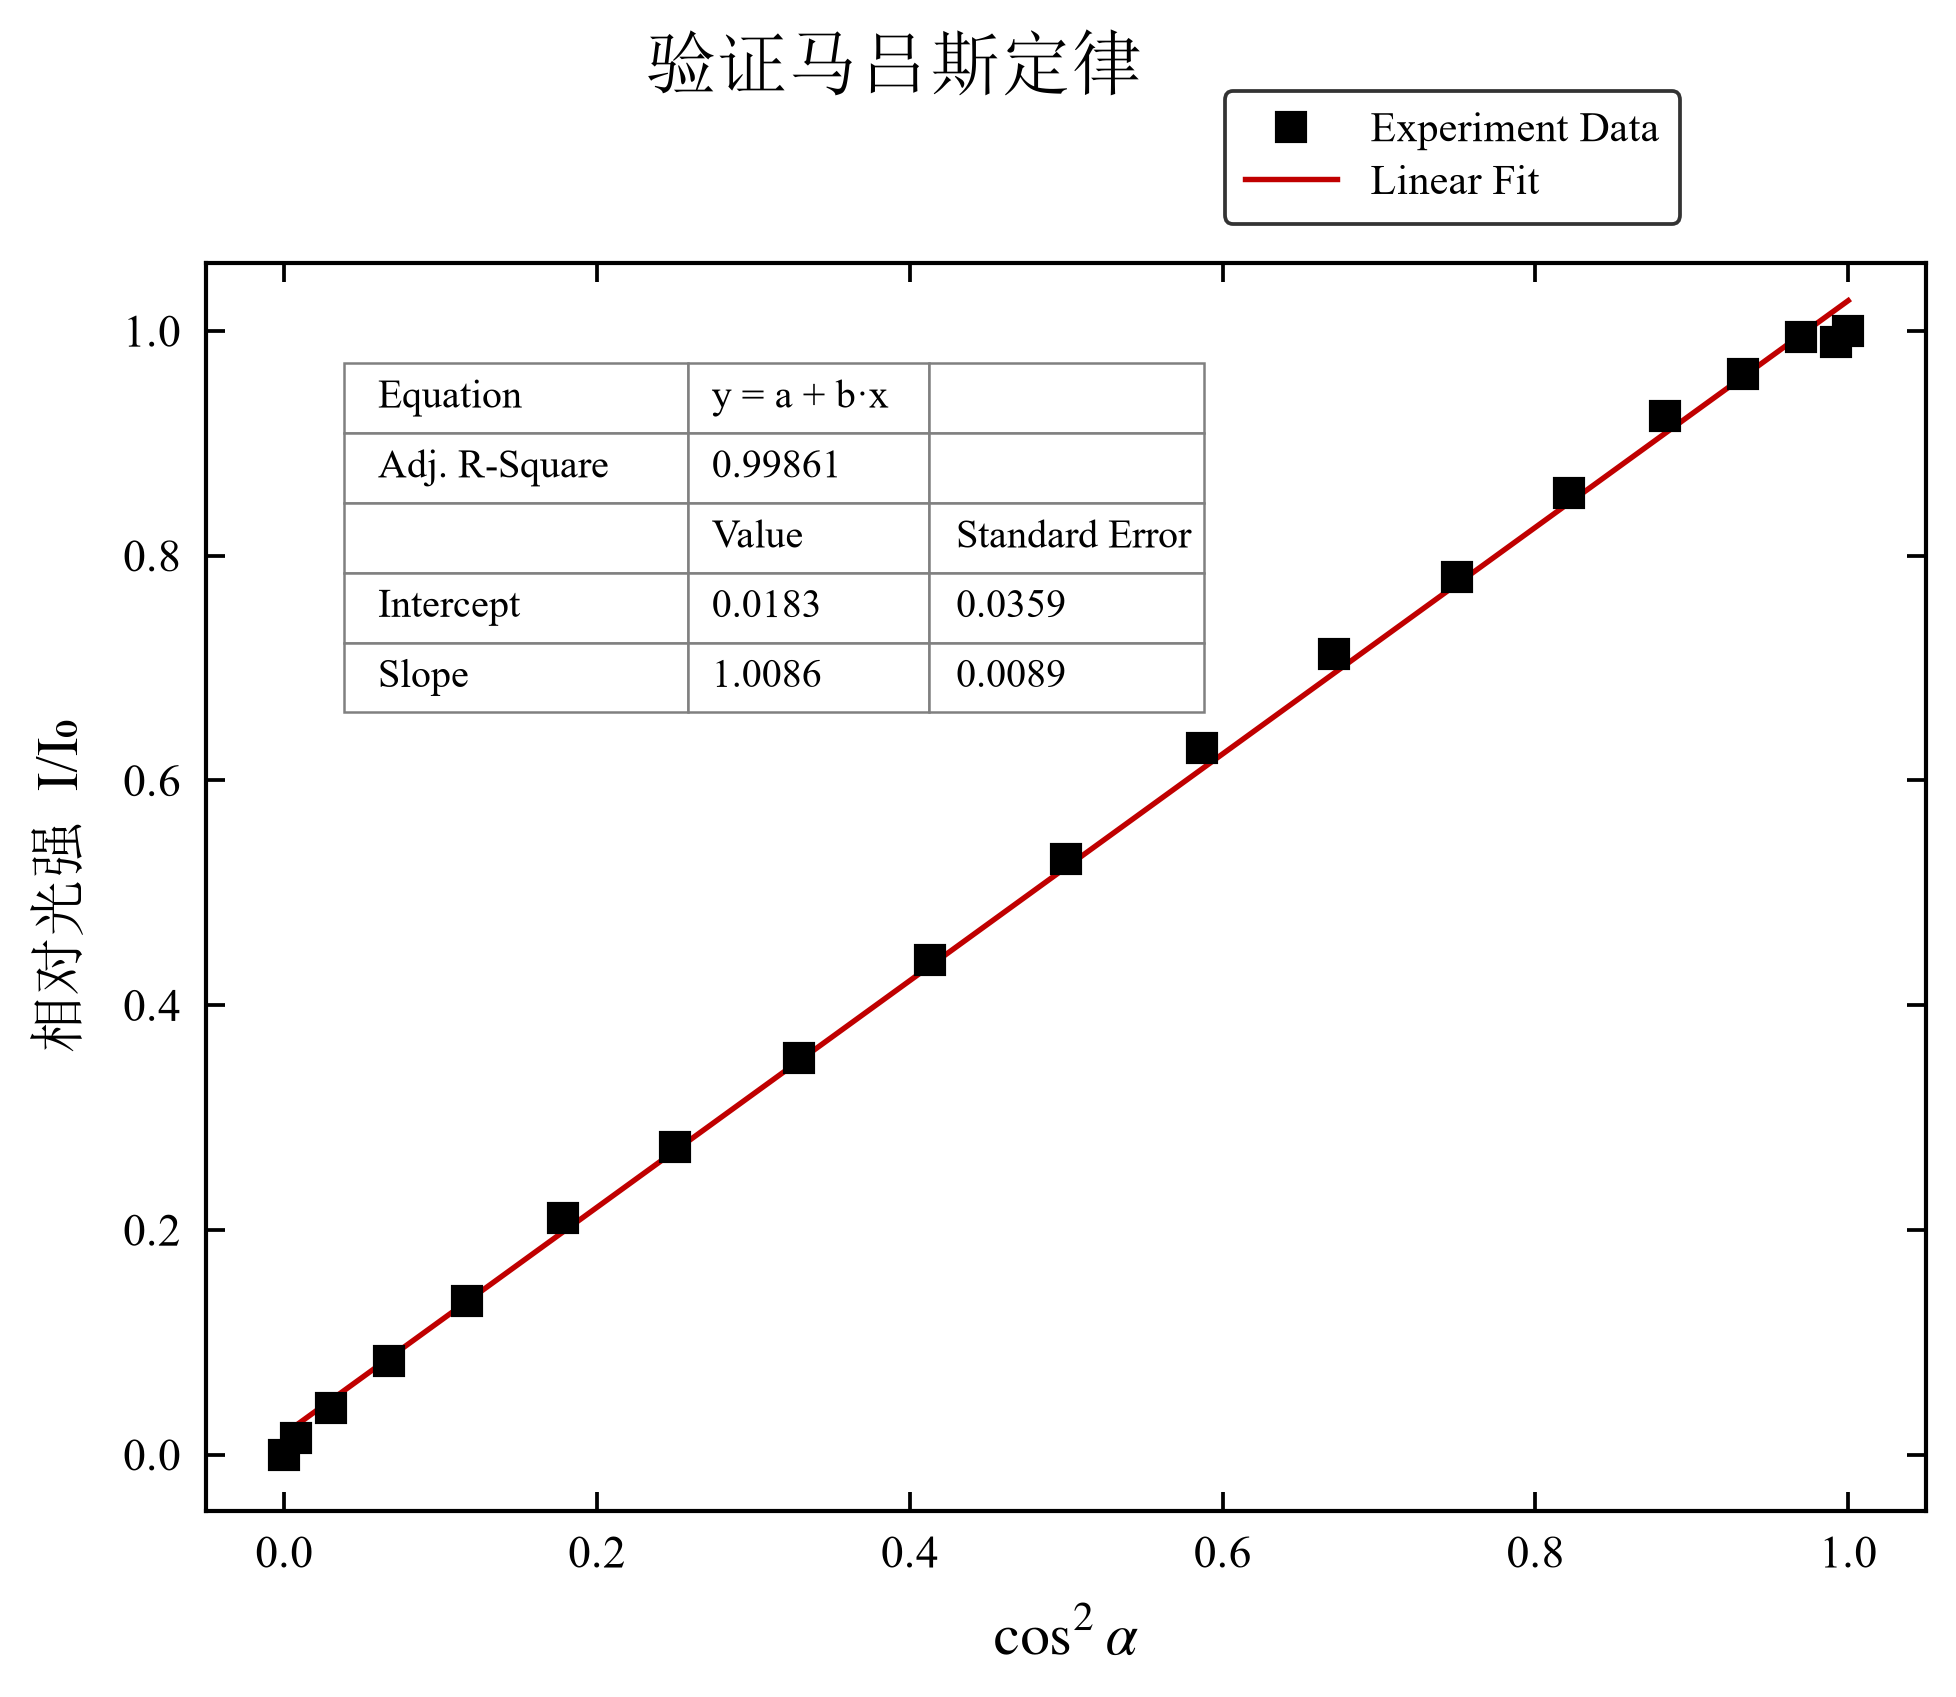 验证马吕斯定律
Experiment Data
Linear Fit
Equation y = a + b·x
Adj. R-Square 0.99861
Value Standard Error
Intercept 0.0183 0.0359
Slope 1.0086 0.0089
相对光强 I/I₀
1.0
0.8
0.6
0.4
0.2
0.0
0.0 0.2 0.4 0.6 0.8 1.0
cos² α